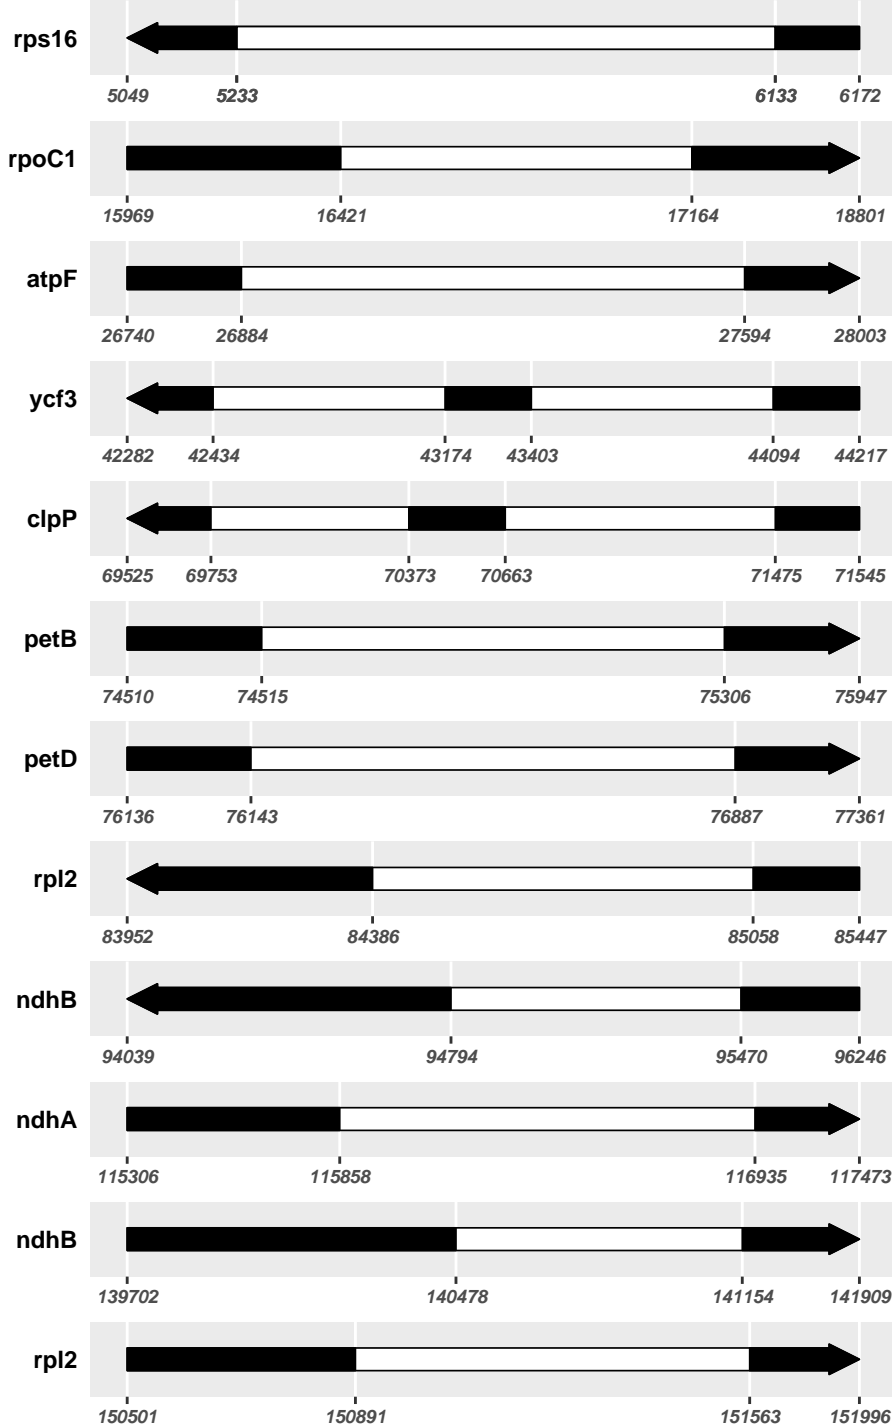 rps16
5049 5233 6133 6172
rpoC1
15969 16421 17164 18801
atpF
26740 26884 27594 28003
ycf3
42282 42434 43174 43403 44094 44217
clpP
69525 69753 70373 70663 71475 71545
petB
74510 74515 75306 75947
petD
76136 76143 76887 77361
rpl2
83952 84386 85058 85447
ndhB
94039 94794 95470 96246
ndhA
115306 115858 116935 117473
ndhB
139702 140478 141154 141909
rpl2
150501 150891 151563 151996